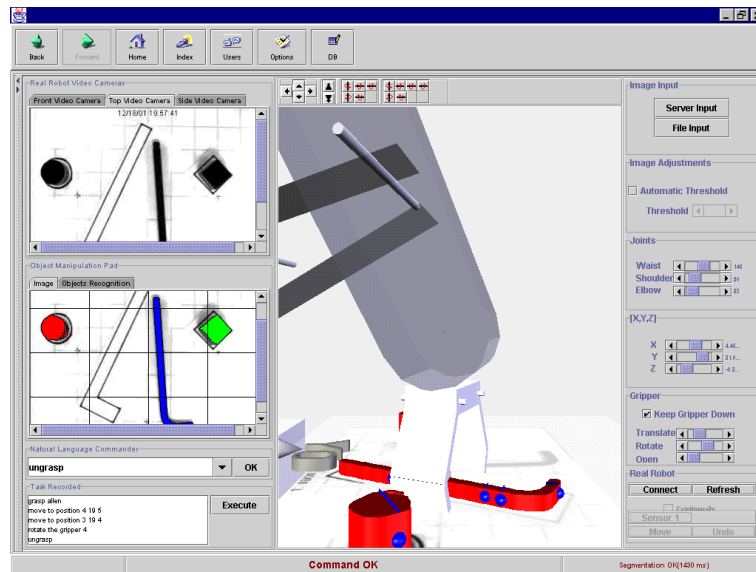 Back
Forward
Home
Index
Users
Options
DB
Real Robot Video Cameras
Front Video Camera
Top Video Camera
Side Video Camera
12/18/01 19:57:41
Object Manipulation Pad
Image
Objects Recognition
Natural Language Commander
ungrasp
OK
Task Recorded
grasp allen
move to position 4 19 5
move to position 3 19 4
rotate the gripper 4
ungrasp
Execute
Image Input
Server Input
File Input
Image Adjustments
Automatic Threshold
Threshold
Joints
Waist
Shoulder
Elbow
[X,Y,Z]
X
Y
Z
Gripper
Keep Gripper Down
Translate
Rotate
Open
Real Robot
Connect
Refresh
Continously
Sensor 1
Move
Undo
Command OK
Segmentation OK(1430 ms)